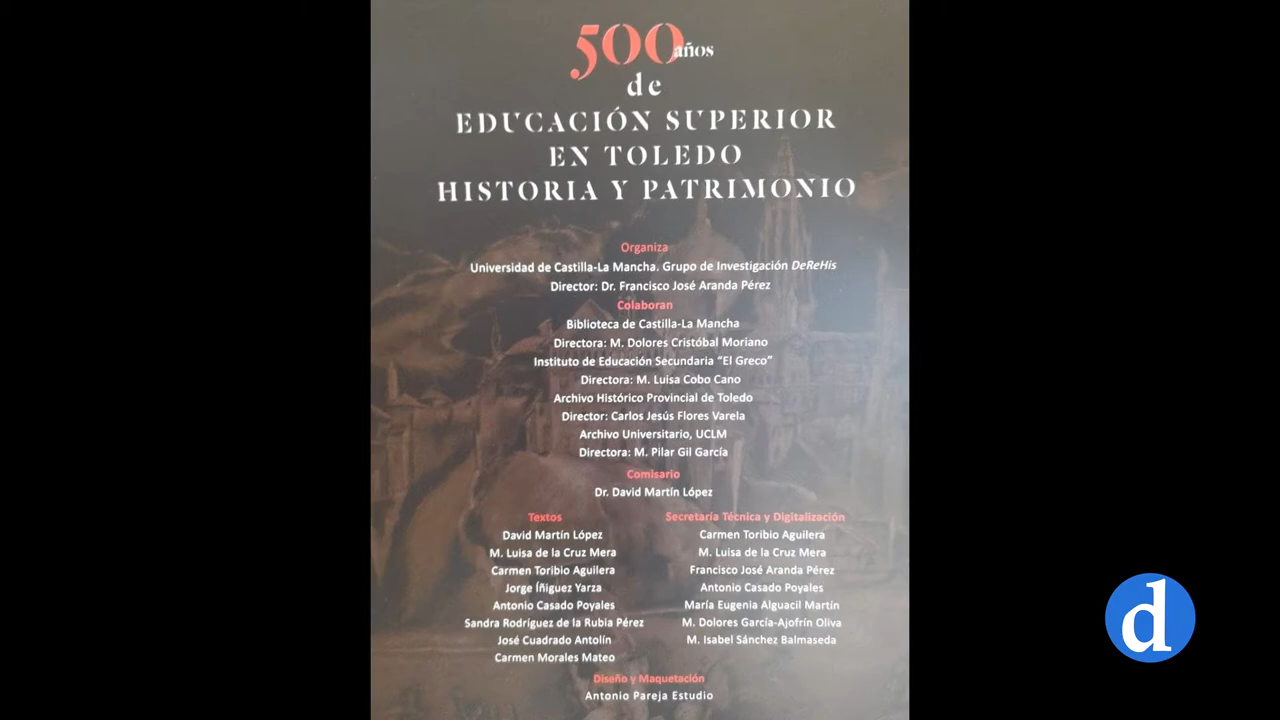 500 años
de
EDUCACIÓN SUPERIOR
EN TOLEDO
HISTORIA Y PATRIMONIO
Organiza
Universidad de Castilla-La Mancha. Grupo de Investigación DeReHis
Director: Dr. Francisco José Aranda Pérez
Colaboran
Biblioteca de Castilla-La Mancha
Directora: M. Dolores Cristóbal Moriano
Instituto de Educación Secundaria “El Greco”
Directora: M. Luisa Cobo Cano
Archivo Histórico Provincial de Toledo
Director: Carlos Jesús Flores Varela
Archivo Universitario, UCLM
Directora: M. Pilar Gil García
Comisario
Dr. David Martín López
Textos
David Martín López
M. Luisa de la Cruz Mera
Carmen Toribio Aguilera
Jorge Íñiguez Yarza
Antonio Casado Poyales
Sandra Rodríguez de la Rubia Pérez
José Cuadrado Antolín
Carmen Morales Mateo
Secretaría Técnica y Digitalización
Carmen Toribio Aguilera
M. Luisa de la Cruz Mera
Francisco José Aranda Pérez
Antonio Casado Poyales
María Eugenia Alguacil Martín
M. Dolores García-Ajofrín Oliva
M. Isabel Sánchez Balmaseda
Diseño y Maquetación
Antonio Pareja Estudio
d